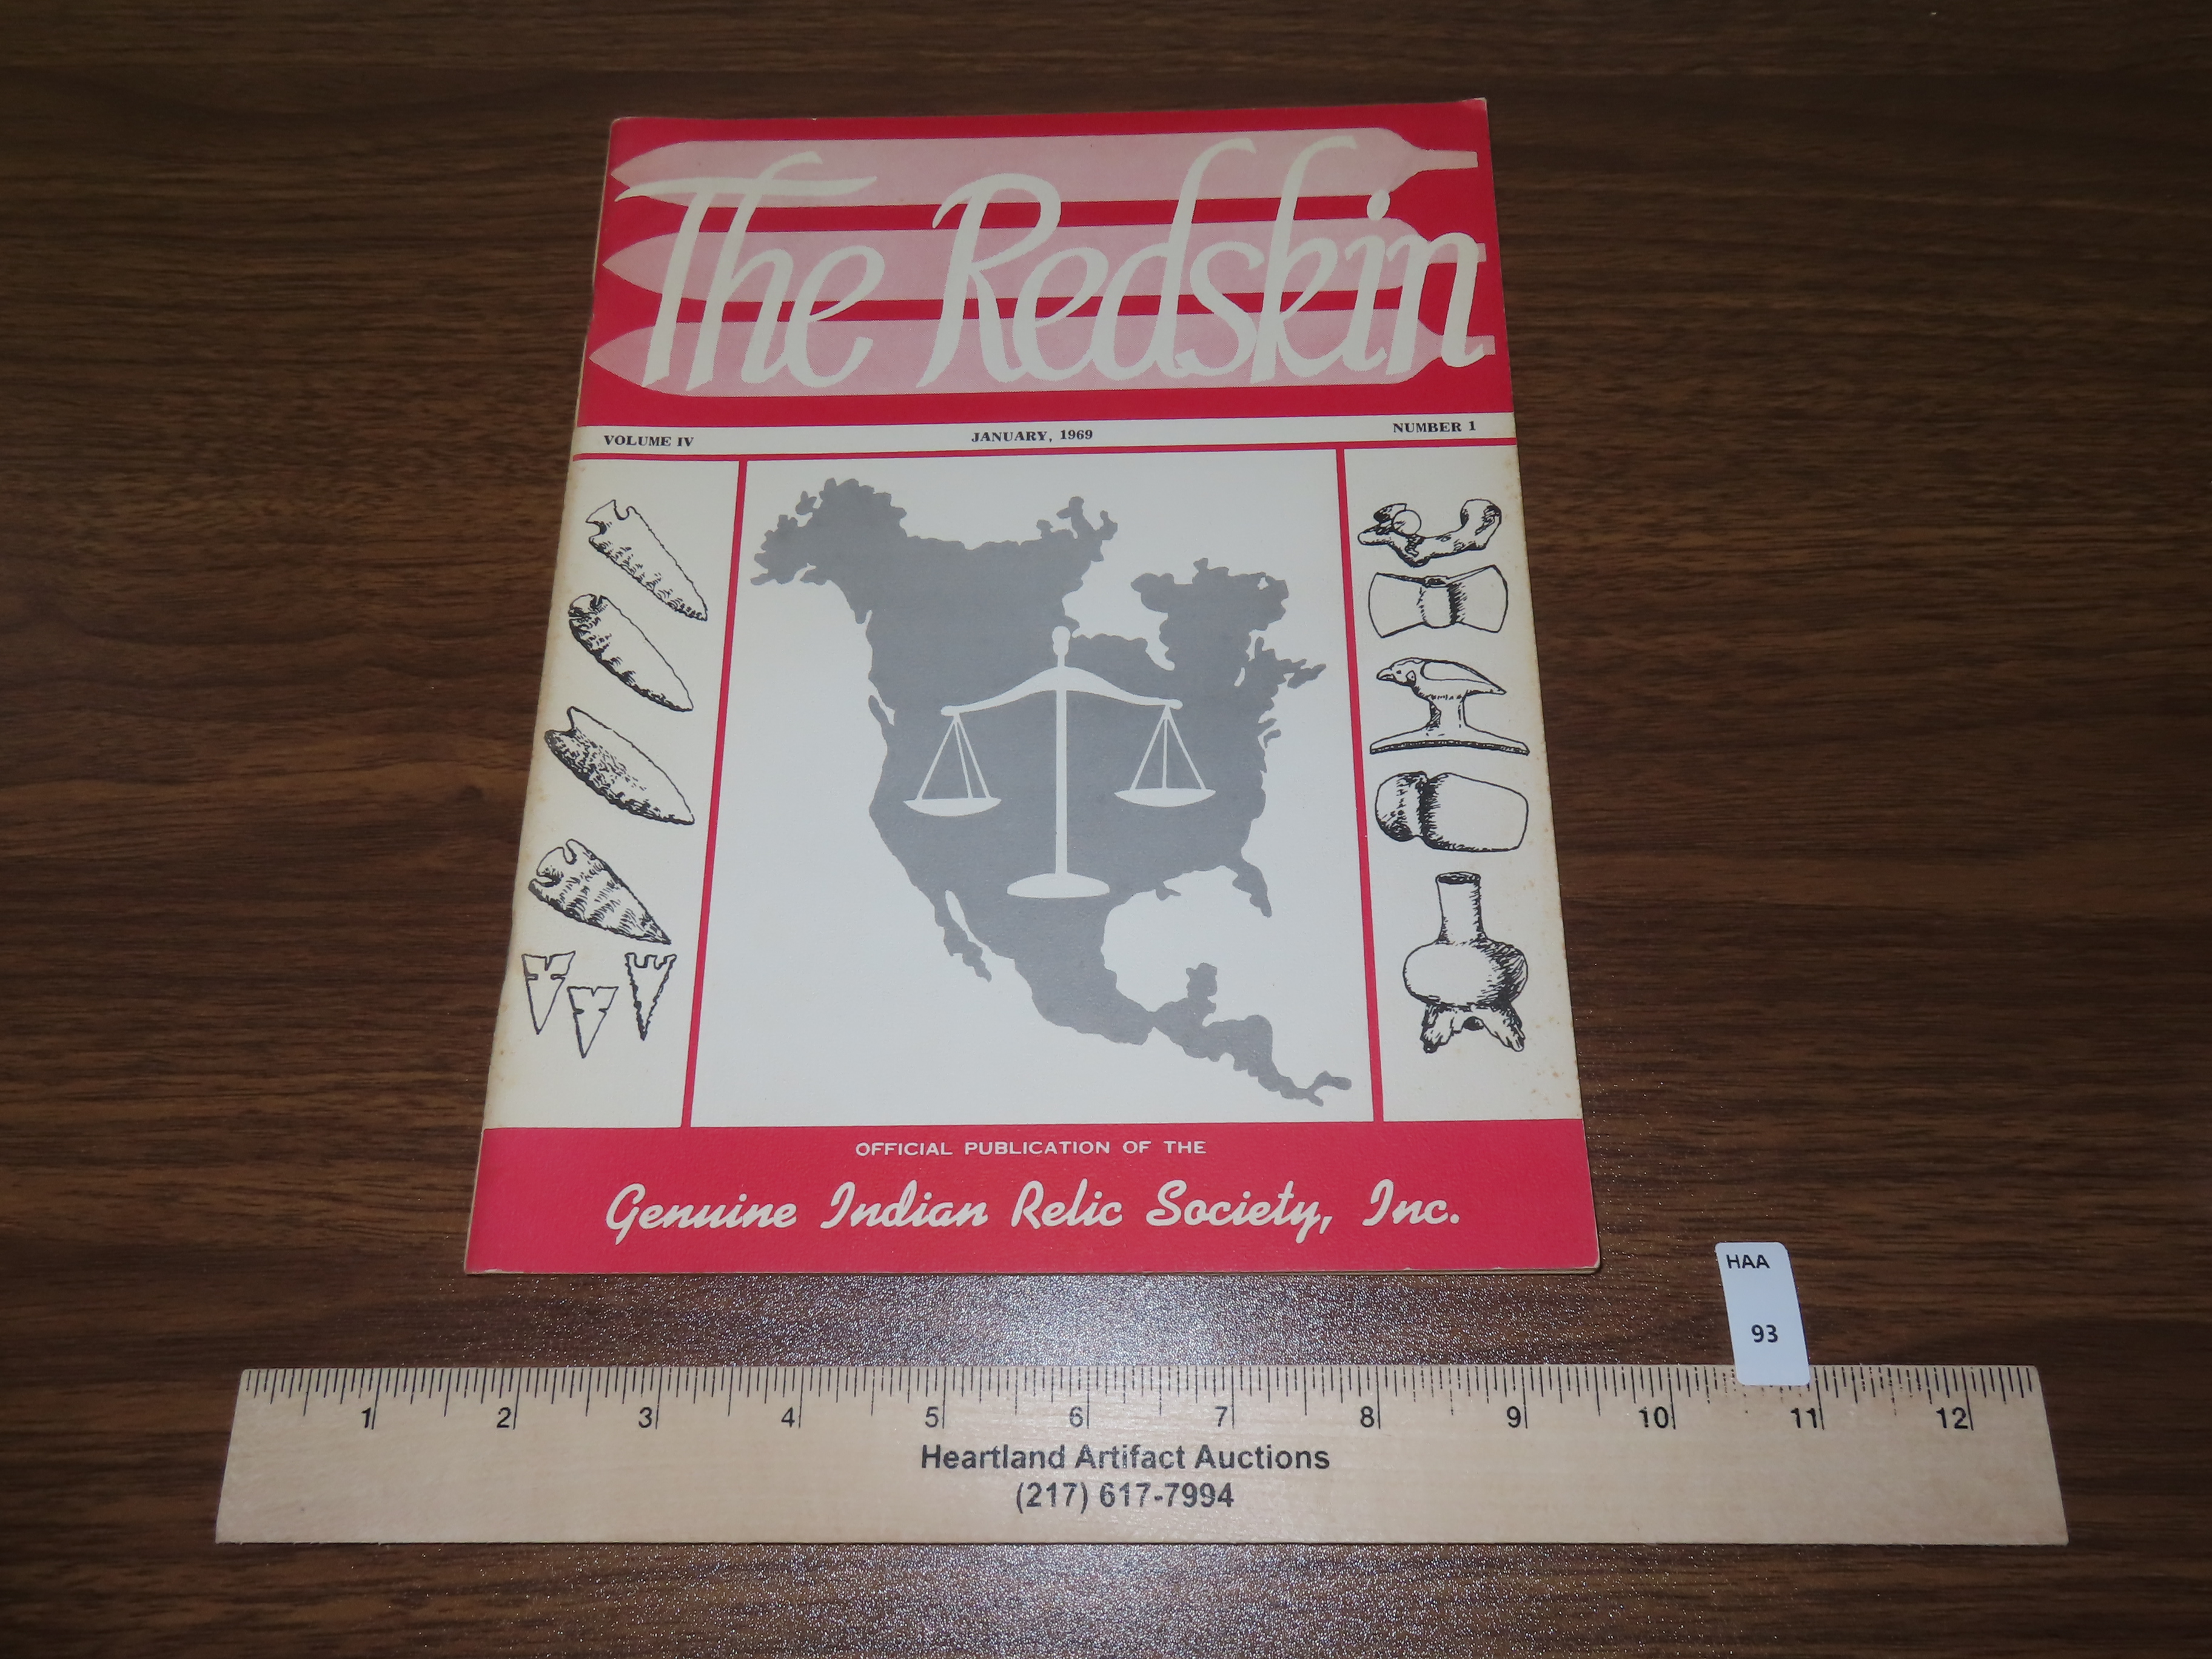 The Redskin
VOLUME IV
JANUARY, 1969
NUMBER 1
OFFICIAL PUBLICATION OF THE
Genuine Indian Relic Society, Inc.
HAA
93
1 2 3 4 5 6 7 8 9 10 11 12
Heartland Artifact Auctions
(217) 617-7994